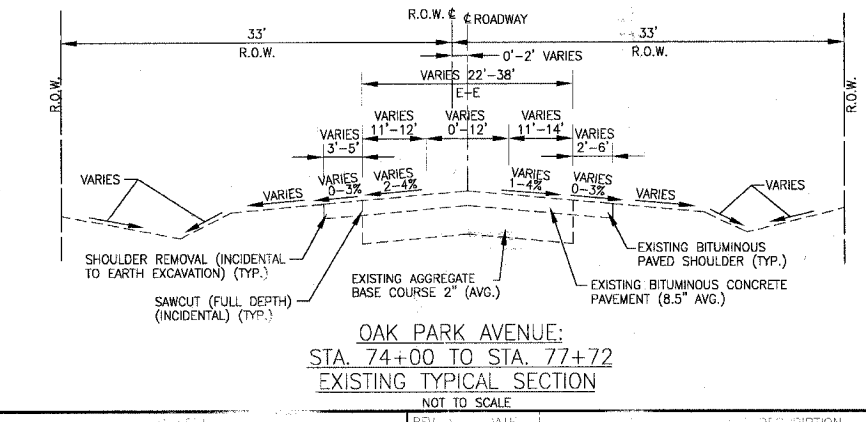 R.O.W. ℄
℄ ROADWAY
33'
R.O.W.
33'
R.O.W.
0'-2' VARIES
VARIES 22'-38'
E-E
R.O.W.
R.O.W.
VARIES
11'-12'
VARIES
0'-12'
VARIES
11'-14'
VARIES
3'-5'
VARIES
2'-6'
VARIES
VARIES
VARIES
0-3%
VARIES
2-4%
VARIES
1-4%
VARIES
0-3%
VARIES
VARIES
SHOULDER REMOVAL (INCIDENTAL
TO EARTH EXCAVATION) (TYP.)
SAWCUT (FULL DEPTH)
(INCIDENTAL) (TYP.)
EXISTING AGGREGATE
BASE COURSE 2" (AVG.)
EXISTING BITUMINOUS
PAVED SHOULDER (TYP.)
EXISTING BITUMINOUS CONCRETE
PAVEMENT (8.5" AVG.)
OAK PARK AVENUE:
STA. 74+00 TO STA. 77+72
EXISTING TYPICAL SECTION
NOT TO SCALE